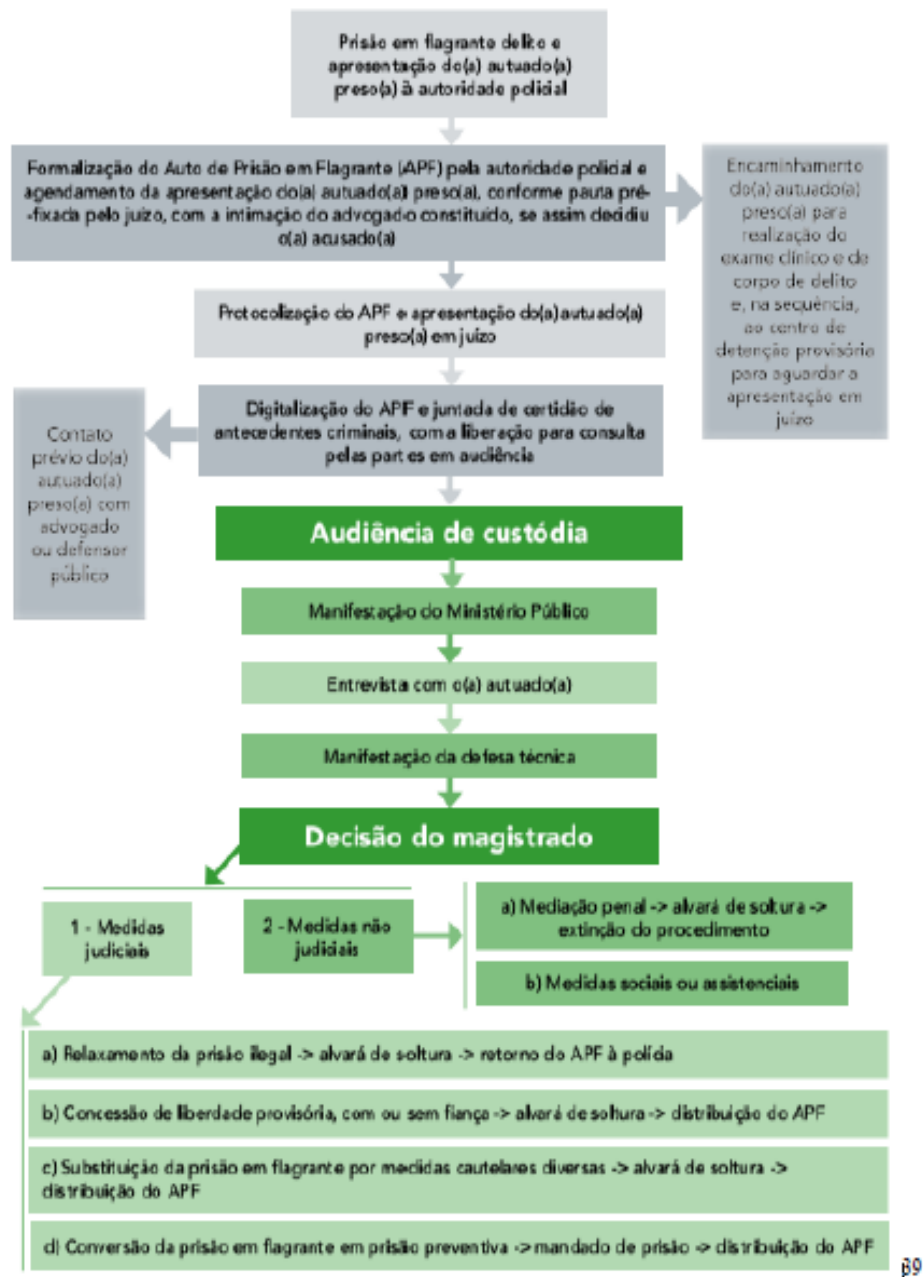 Prisão em flagrante delito e
apresentação do(a) autuado(a)
preso(a) à autoridade policial
Formalização do Auto de Prisão em Flagrante (APF) pela autoridade policial e
agendamento da apresentação do(a) autuado(a) preso(a), conforme pauta pré-
-fixada pelo juízo, com a intimação do advogado constituído, se assim decidiu
o(a) acusado(a)
Encaminhamento
do(a) autuado(a)
preso(a) para
realização do
exame clínico e de
corpo de delito
e, na sequência,
ao centro de
detenção provisória
para aguardar a
apresentação em
juízo
Protocolização do APF e apresentação do(a) autuado(a)
preso(a) em juízo
Digitalização do APF e juntada de certidão de
antecedentes criminais, com a liberação para consulta
pelas partes em audiência
Contato
prévio do(a)
autuado(a)
preso(a) com
advogado
ou defensor
público
Audiência de custódia
Manifestação do Ministério Público
Entrevista com o(a) autuado(a)
Manifestação da defesa técnica
Decisão do magistrado
1 - Medidas
judiciais
2 - Medidas não
judiciais
a) Mediação penal -> alvará de soltura ->
extinção do procedimento
b) Medidas sociais ou assistenciais
a) Relaxamento da prisão ilegal -> alvará de soltura -> retorno do APF à polícia
b) Concessão de liberdade provisória, com ou sem fiança -> alvará de soltura -> distribuição do APF
c) Substituição da prisão em flagrante por medidas cautelares diversas -> alvará de soltura ->
distribuição do APF
d) Conversão da prisão em flagrante em prisão preventiva -> mandado de prisão -> distribuição do APF